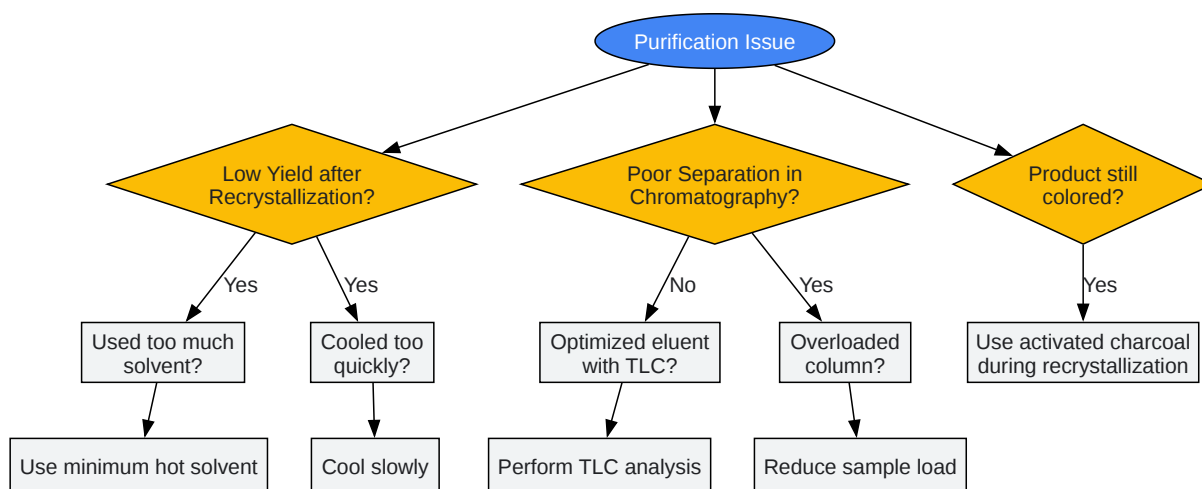 Purification Issue
Low Yield after
Recrystallization?
Poor Separation in
Chromatography?
Product still
colored?
Yes
Yes
No
Yes
Yes
Used too much
solvent?
Cooled too
quickly?
Optimized eluent
with TLC?
Overloaded
column?
Use activated charcoal
during recrystallization
Use minimum hot solvent
Cool slowly
Perform TLC analysis
Reduce sample load